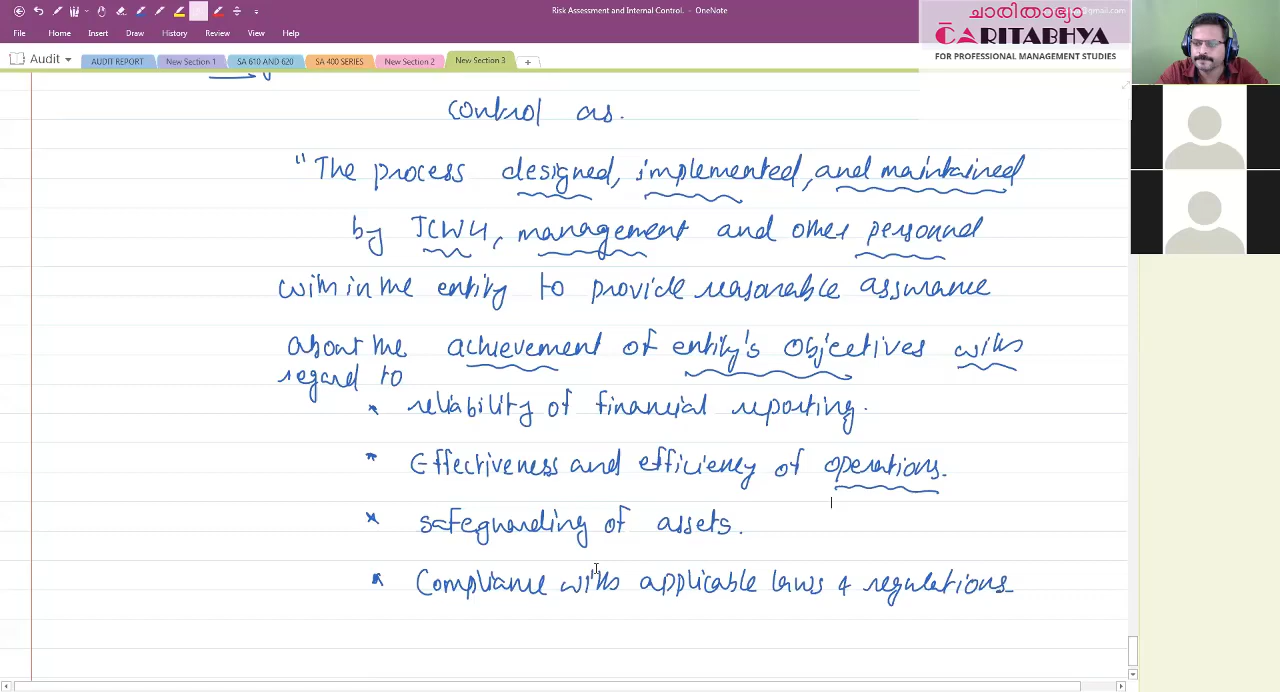 Risk Assessment and Internal Control. - OneNote
ചാരിതാഭ്യാ
CARITABHYA
FOR PROFESSIONAL MANAGEMENT STUDIES
File Home Insert Draw History Review View Help
Audit
AUDIT REPORT New Section 1 SA 610 AND 620 SA 400 SERIES New Section 2 New Section 3
control as.
"The process designed, implemented, and maintained
by TCWG, management and other personnel
within the entity to provide reasonable assurance
about the achievement of entity's objectives with
regard to
* reliability of financial reporting.
* Effectiveness and efficiency of operations.
* safeguarding of assets.
* Compliance with applicable laws & regulations